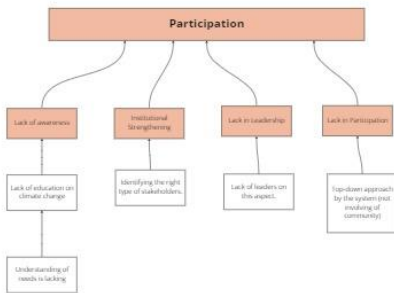 Participation
Lack of awareness
Institutional
Strengthening
Lack in Leadership
Lack in Participation
Lack of education on
climate change
Identifying the right
type of stakeholders.
Lack of leaders on
this aspect.
Top-down approach
by the system (not
involving of
community)
Understanding of
needs is lacking